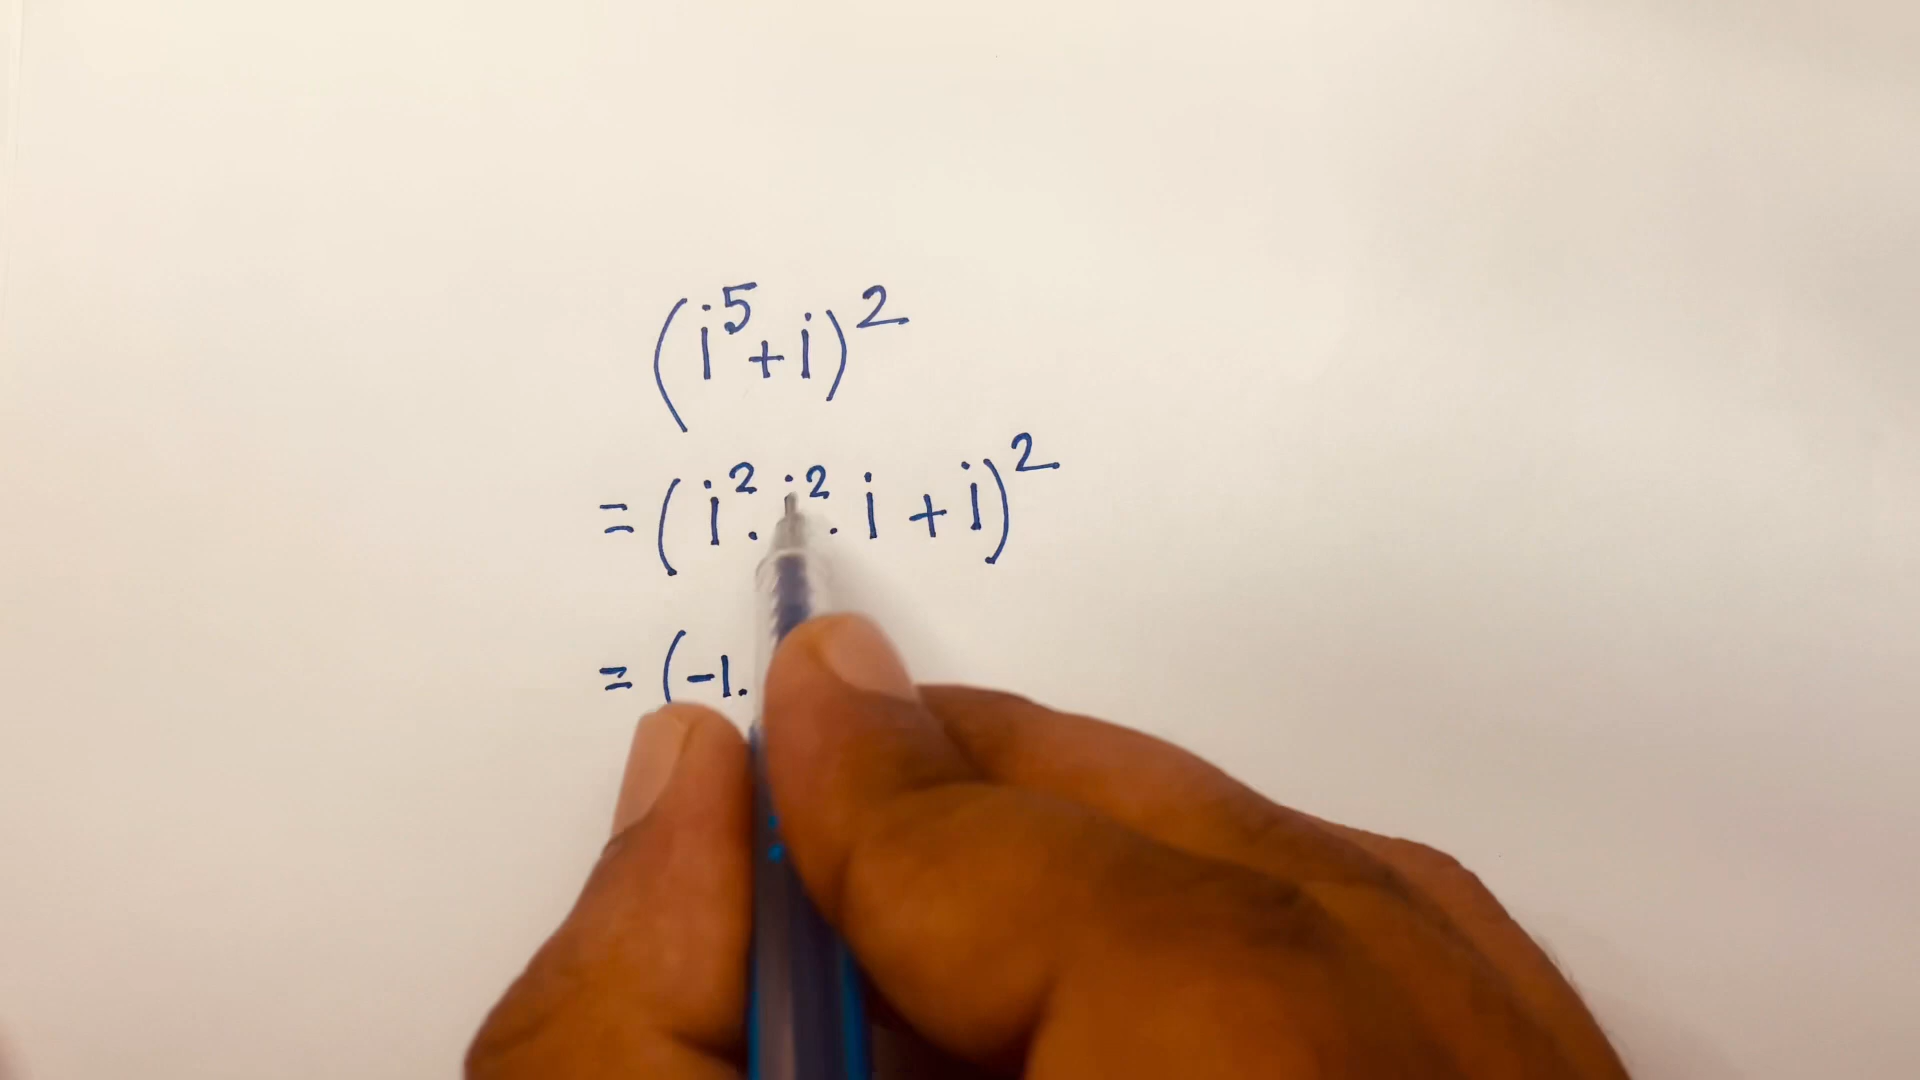 (i⁵+i)²
= (i².i².i+i)²
= (-1.